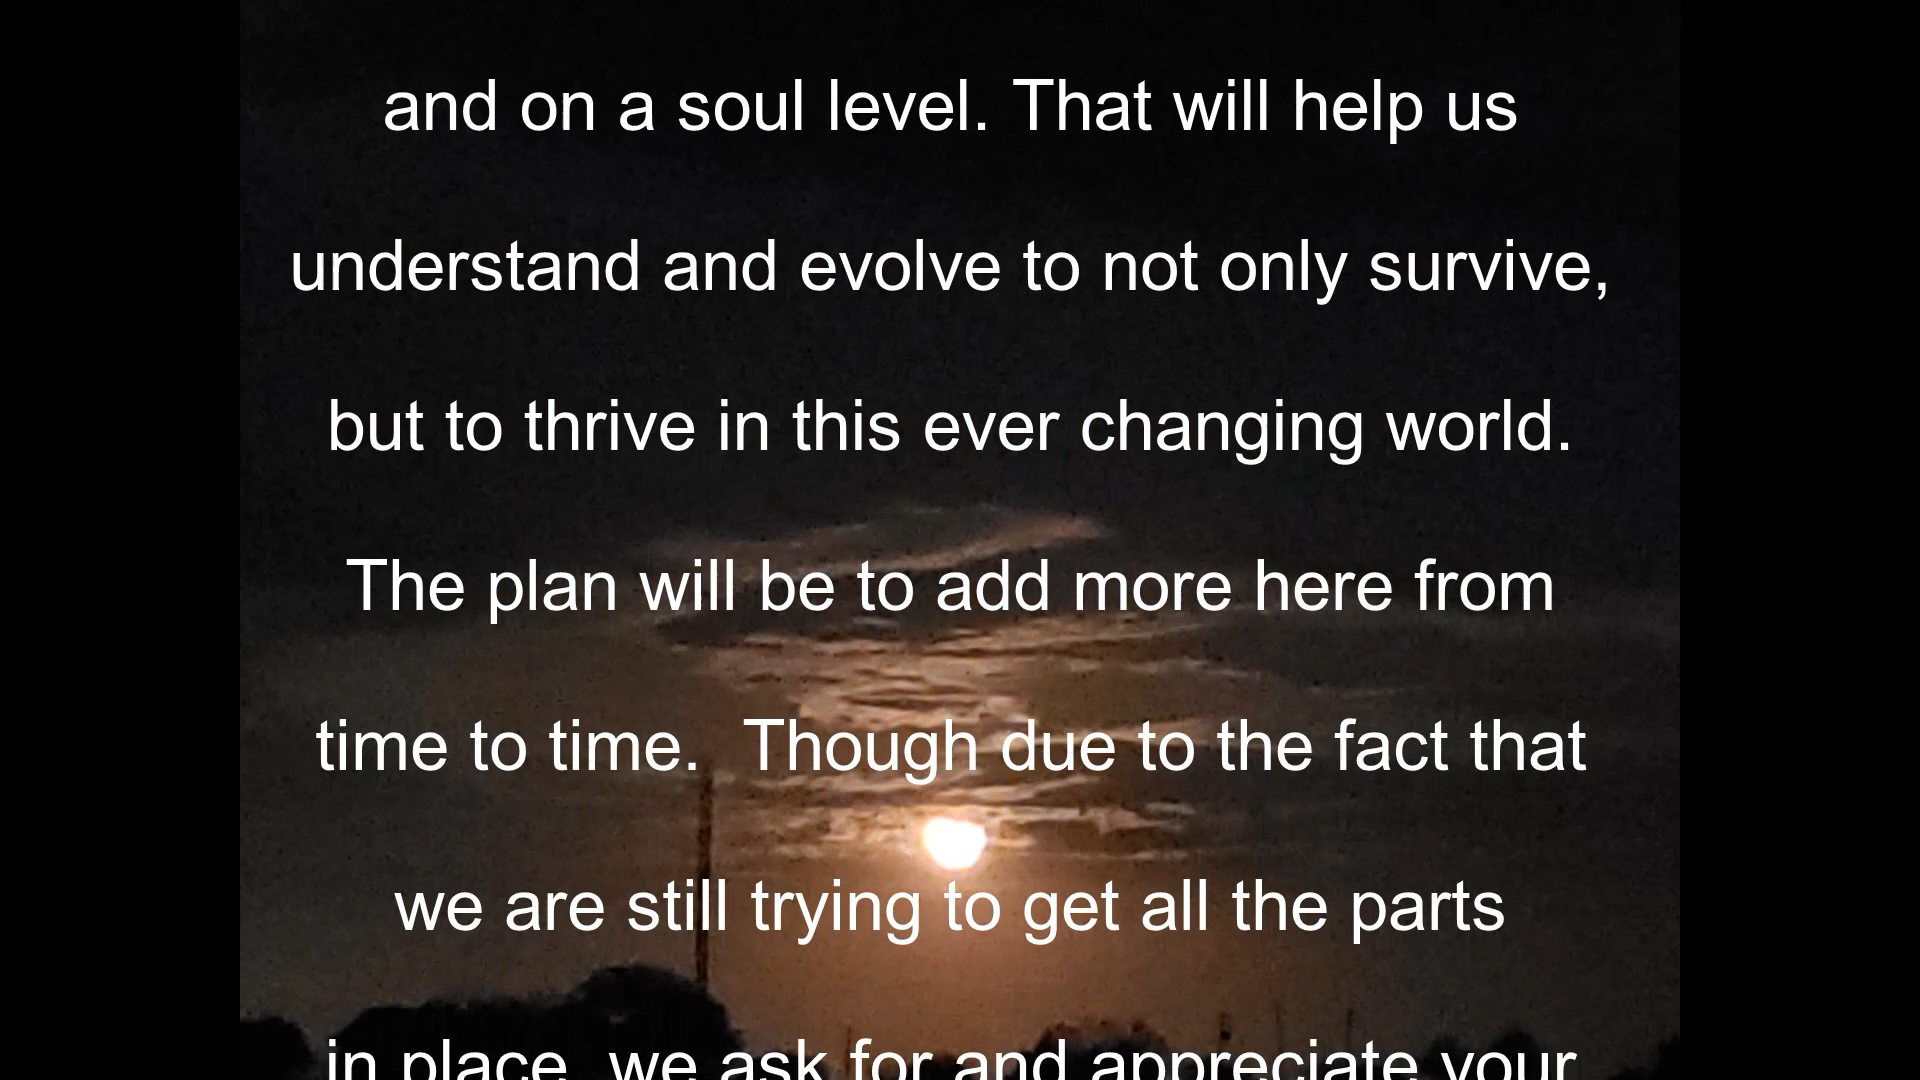 and on a soul level. That will help us
understand and evolve to not only survive,
but to thrive in this ever changing world.
The plan will be to add more here from
time to time.  Though due to the fact that
we are still trying to get all the parts
in place, we ask for and appreciate your